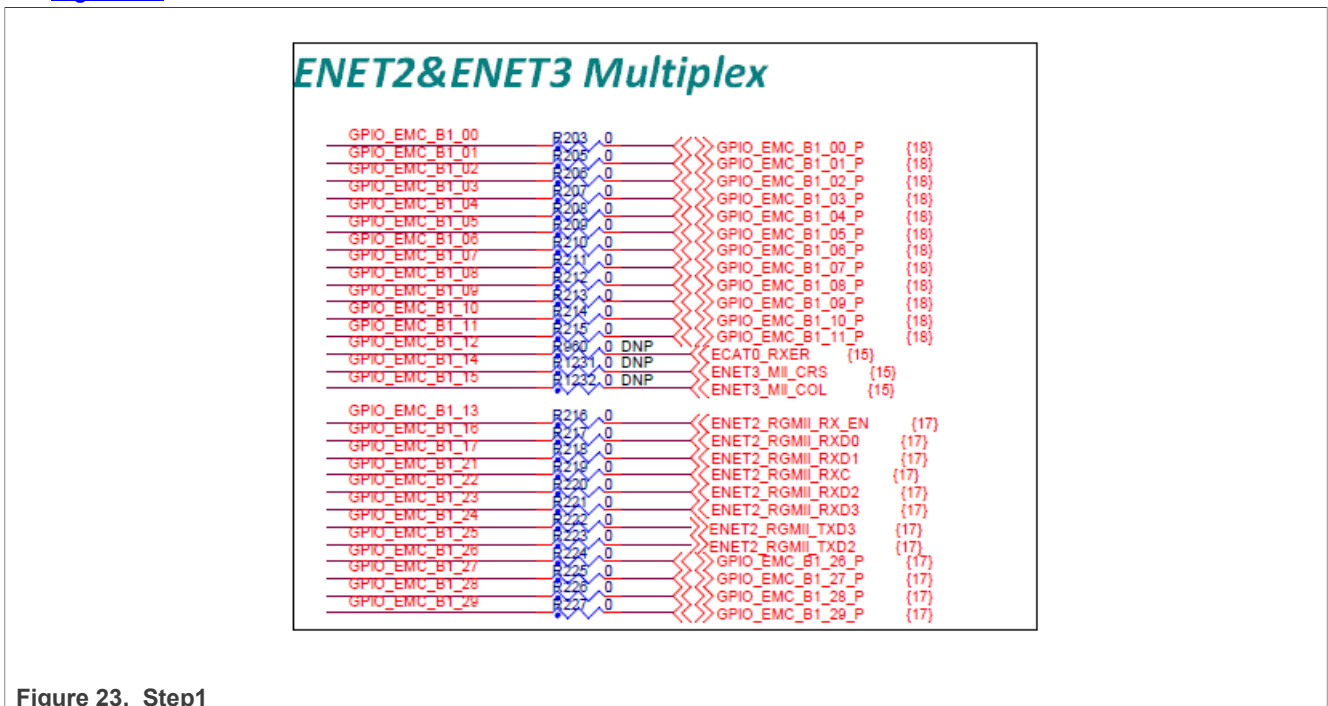 ENET2&ENET3 Multiplex
GPIO_EMC_B1_00 R203 0 GPIO_EMC_B1_00_P {18}
GPIO_EMC_B1_01 R205 0 GPIO_EMC_B1_01_P {18}
GPIO_EMC_B1_02 R206 0 GPIO_EMC_B1_02_P {18}
GPIO_EMC_B1_03 R207 0 GPIO_EMC_B1_03_P {18}
GPIO_EMC_B1_04 R208 0 GPIO_EMC_B1_04_P {18}
GPIO_EMC_B1_05 R209 0 GPIO_EMC_B1_05_P {18}
GPIO_EMC_B1_06 R210 0 GPIO_EMC_B1_06_P {18}
GPIO_EMC_B1_07 R211 0 GPIO_EMC_B1_07_P {18}
GPIO_EMC_B1_08 R212 0 GPIO_EMC_B1_08_P {18}
GPIO_EMC_B1_09 R213 0 GPIO_EMC_B1_09_P {18}
GPIO_EMC_B1_10 R214 0 GPIO_EMC_B1_10_P {18}
GPIO_EMC_B1_11 R215 0 GPIO_EMC_B1_11_P {18}
GPIO_EMC_B1_12 R960 0 DNP ECAT0_RXER {15}
GPIO_EMC_B1_14 R1231 0 DNP ENET3_MII_CRS {15}
GPIO_EMC_B1_15 R1232 0 DNP ENET3_MII_COL {15}
GPIO_EMC_B1_13 R216 0 ENET2_RGMII_RX_EN {17}
GPIO_EMC_B1_16 R217 0 ENET2_RGMII_RXD0 {17}
GPIO_EMC_B1_17 R218 0 ENET2_RGMII_RXD1 {17}
GPIO_EMC_B1_21 R219 0 ENET2_RGMII_RXC {17}
GPIO_EMC_B1_22 R220 0 ENET2_RGMII_RXD2 {17}
GPIO_EMC_B1_23 R221 0 ENET2_RGMII_RXD3 {17}
GPIO_EMC_B1_24 R222 0 ENET2_RGMII_TXD3 {17}
GPIO_EMC_B1_25 R223 0 ENET2_RGMII_TXD2 {17}
GPIO_EMC_B1_26 R224 0 GPIO_EMC_B1_26_P {17}
GPIO_EMC_B1_27 R225 0 GPIO_EMC_B1_27_P {17}
GPIO_EMC_B1_28 R226 0 GPIO_EMC_B1_28_P {17}
GPIO_EMC_B1_29 R227 0 GPIO_EMC_B1_29_P {17}
Figure 23. Step1